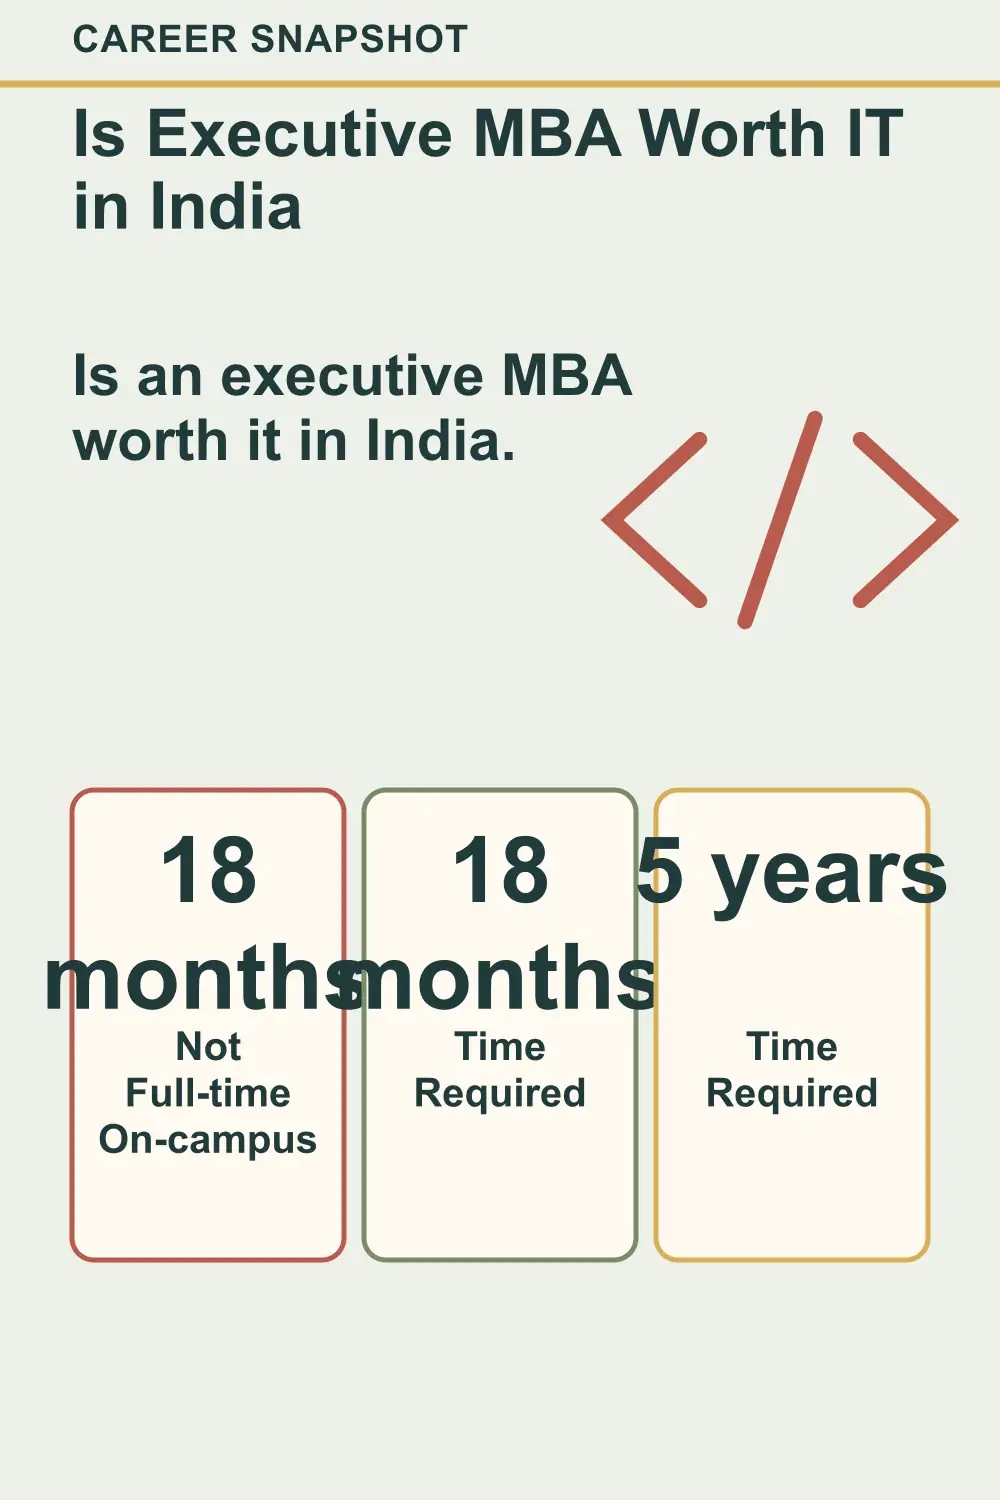 CAREER SNAPSHOT
Is Executive MBA Worth IT
in India
Is an executive MBA
worth it in India.
18
months
Not
Full-time
On-campus
18
months
Time
Required
5 years
Time
Required